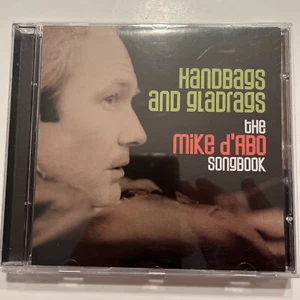 HANDBAGS
AND GLADRAGS
the
MIKE d'ABO
SONGBOOK